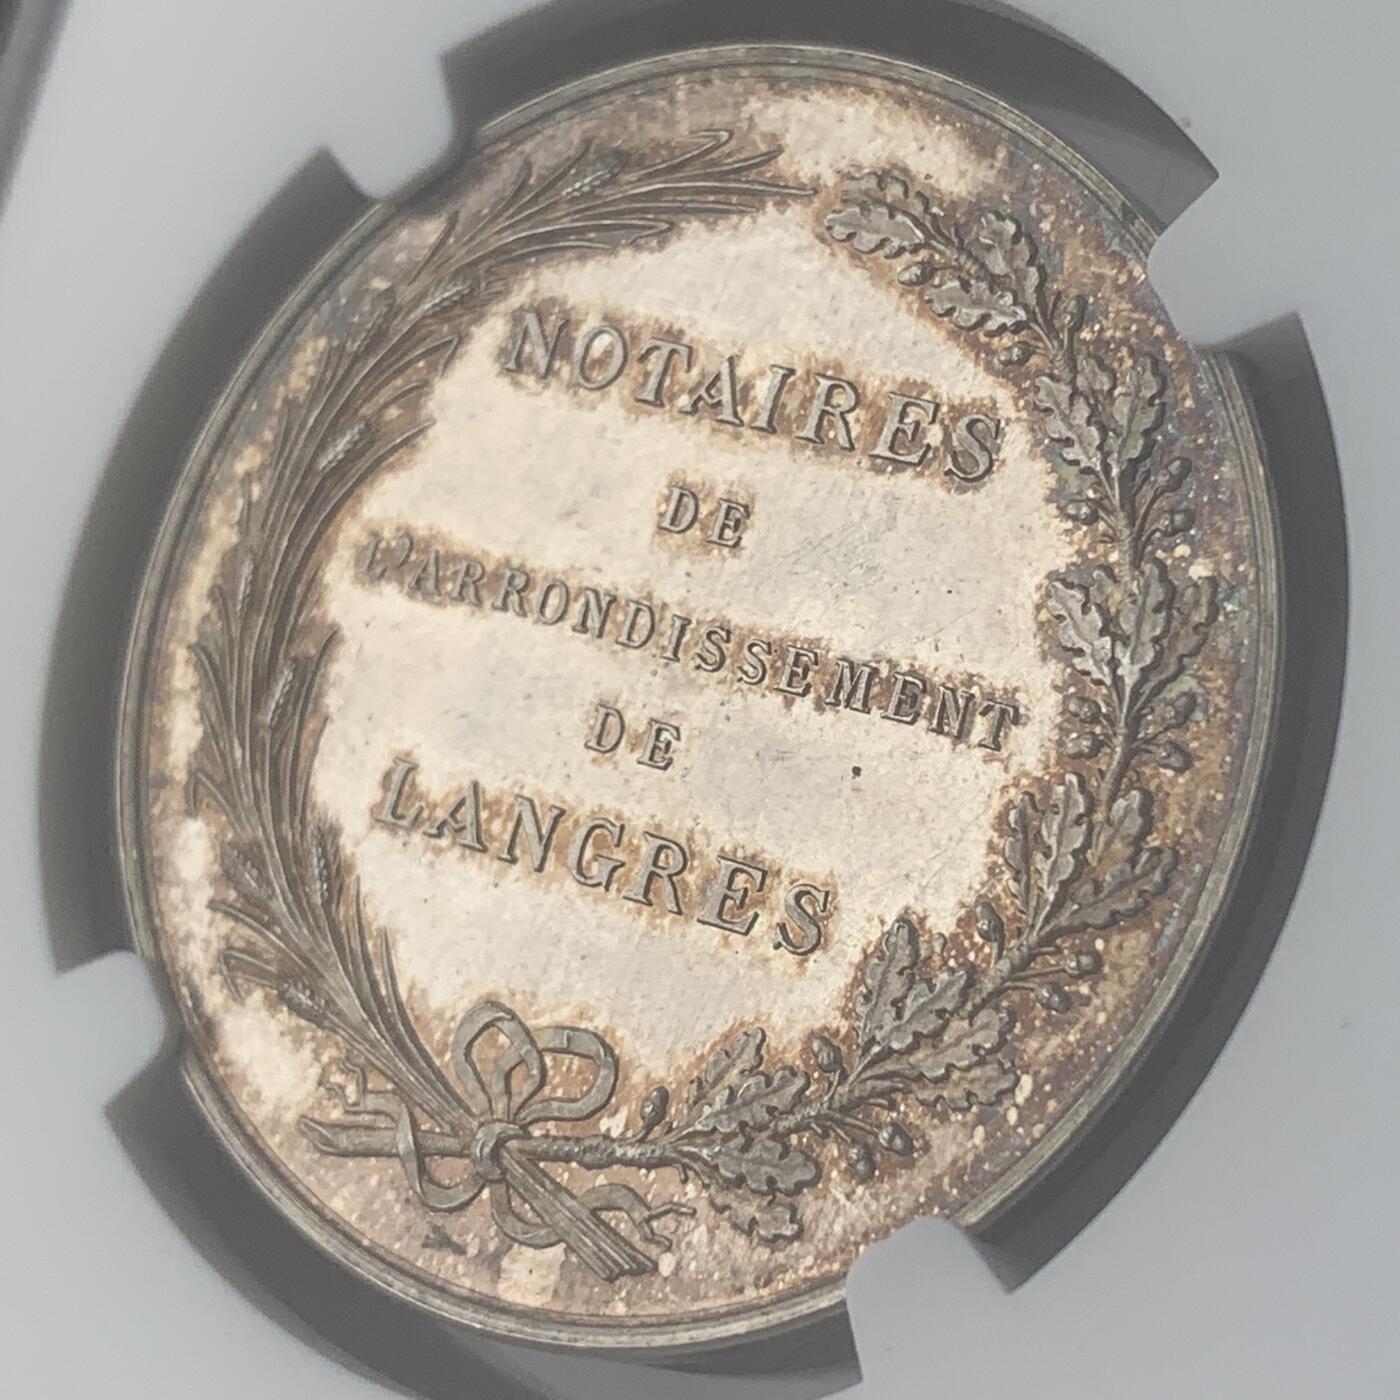 NOTAIRES
DE
L'ARRONDISSEMENT
DE
LANGRES